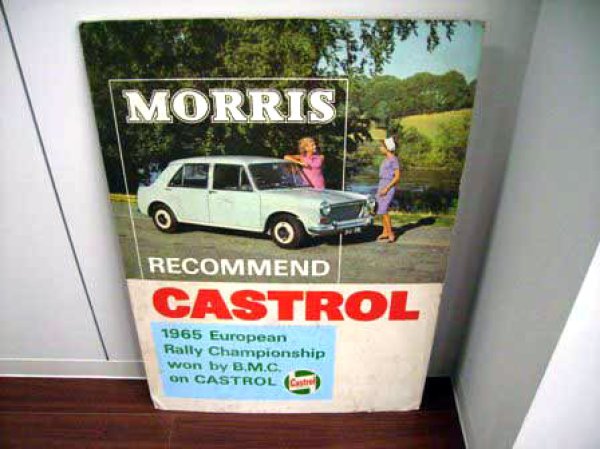 MORRIS
RECOMMEND
CASTROL
1965 European
Rally Championship
won by B.M.C.
on CASTROL
Castrol